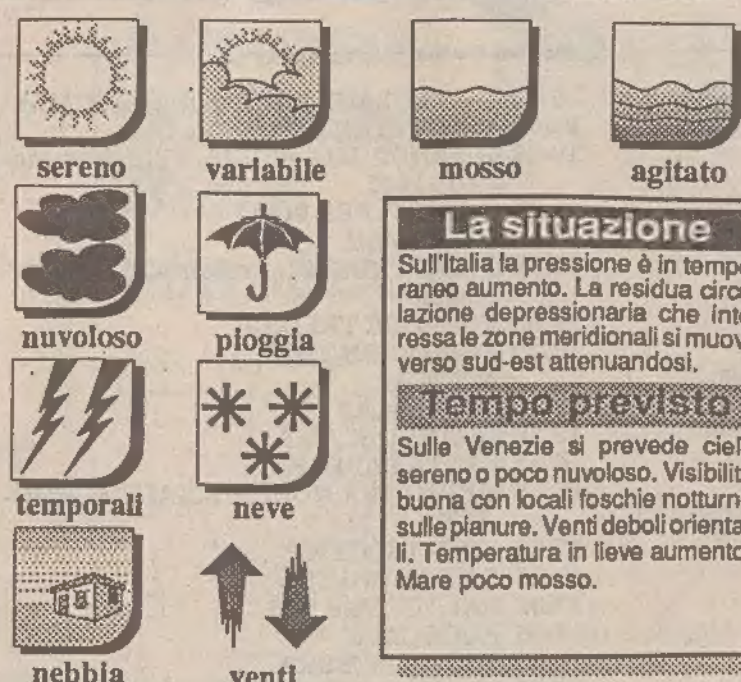 sereno
variabile
mosso
agitato
nuvoloso
pioggia
temporali
neve
nebbia
venti
La situazione
Sull'Italia la pressione è in tempo
raneo aumento. La residua circo
lazione depressionaria che inte
ressa le zone meridionali si muov
verso sud-est attenuandosi.
Tempo previsto
Sulle Venezie si prevede ciel
sereno o poco nuvoloso. Visibilit
buona con locali foschie notturn
sulle pianure. Venti deboli orienta
li. Temperatura in lieve aumento
Mare poco mosso.